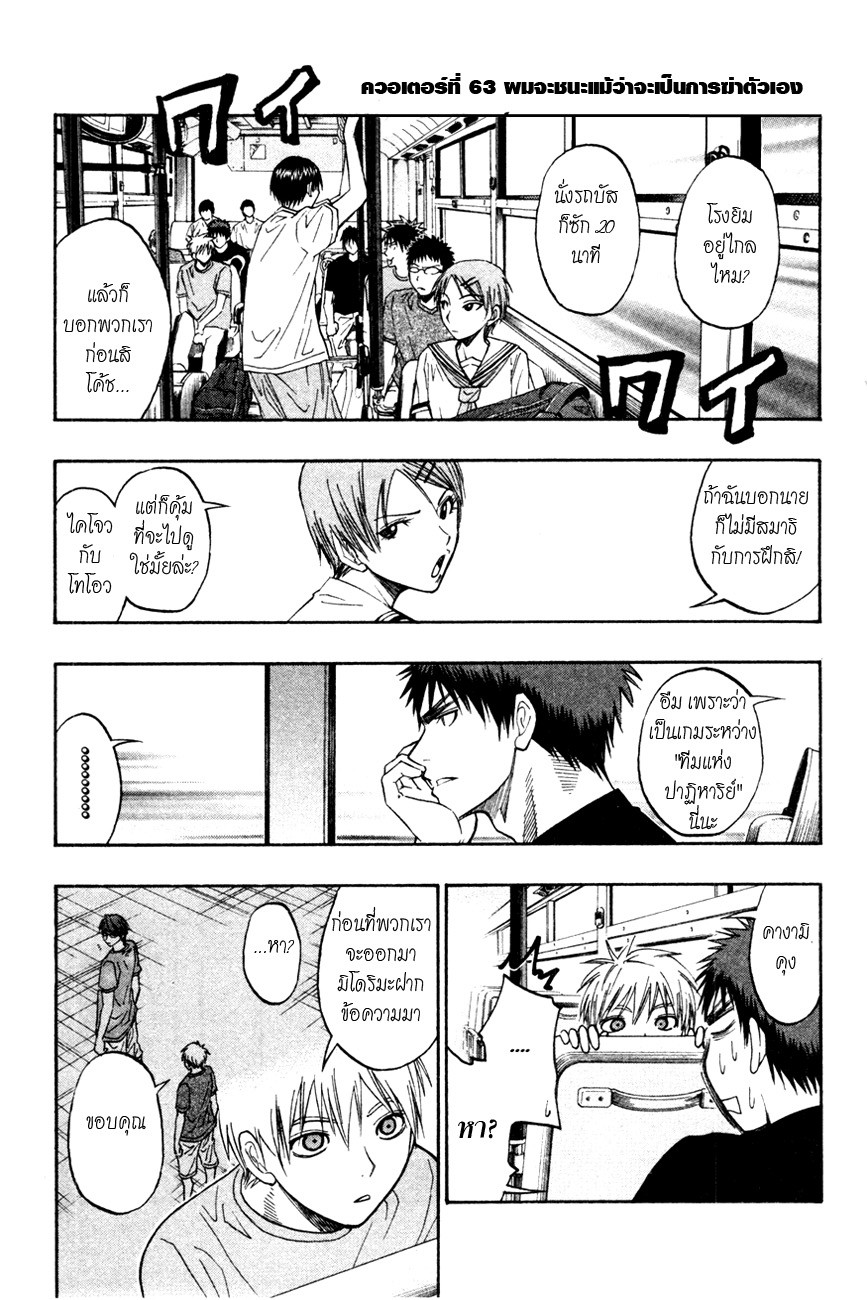 ควอเตอร์ที่ 63 ผมจะชนะแม้ว่าจะเป็นการฆ่าตัวเอง
ワイ
โรงยิม
อยู่ไกล
ไหม?
นั่งรถบัส
ก็ซัก 20
นาที
แล้วก็
บอกพวกเรา
ก่อนสิ
โค้ช...
ワイ
ถ้าฉันบอกนาย
ก็ไม่มีสมาธิ
กับการฝึกสิ!
แต่ก็คุ้ม
ที่จะไปดู
ใช่มั้ยล่ะ?
ไคโจว
กับ
โทโอว
อืม เพราะว่า
เป็นเกมระหว่าง
"ทีมแห่ง
ปาฏิหาริย์"
นี่นะ
.........
คางามิ
คุง
....
หา?
ก่อนที่พวกเรา
จะออกมา
มิโดริมะฝาก
ข้อความมา
...หา?
ขอบคุณ